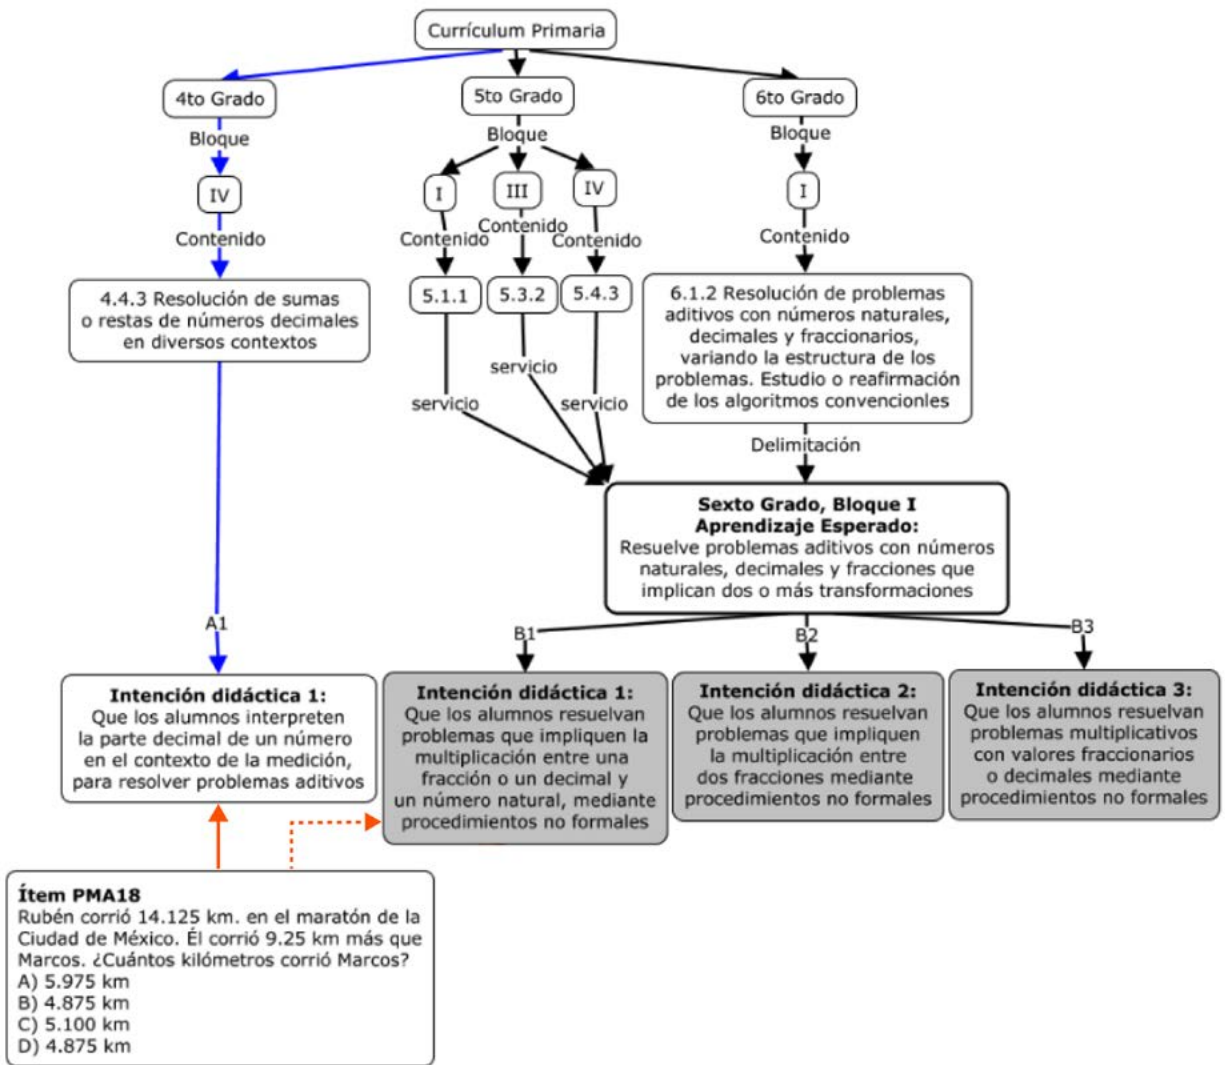 Currículum Primaria
4to Grado
5to Grado
6to Grado
Bloque
Bloque
Bloque
IV
I
III
IV
I
Contenido
Contenido
Contenido
Contenido
Contenido
4.4.3 Resolución de sumas
o restas de números decimales
en diversos contextos
5.1.1
5.3.2
5.4.3
6.1.2 Resolución de problemas
aditivos con números naturales,
decimales y fraccionarios,
variando la estructura de los
problemas. Estudio o reafirmación
de los algoritmos convencionles
servicio
servicio
servicio
Delimitación
Sexto Grado, Bloque I
Aprendizaje Esperado:
Resuelve problemas aditivos con números
naturales, decimales y fracciones que
implican dos o más transformaciones
A1
B1
B2
B3
Intención didáctica 1:
Que los alumnos interpreten
la parte decimal de un número
en el contexto de la medición,
para resolver problemas aditivos
Intención didáctica 1:
Que los alumnos resuelvan
problemas que impliquen la
multiplicación entre una
fracción o un decimal y
un número natural, mediante
procedimientos no formales
Intención didáctica 2:
Que los alumnos resuelvan
problemas que impliquen
la multiplicación entre
dos fracciones mediante
procedimientos no formales
Intención didáctica 3:
Que los alumnos resuelvan
problemas multiplicativos
con valores fraccionarios
o decimales mediante
procedimientos no formales
Ítem PMA18
Rubén corrió 14.125 km. en el maratón de la
Ciudad de México. Él corrió 9.25 km más que
Marcos. ¿Cuántos kilómetros corrió Marcos?
A) 5.975 km
B) 4.875 km
C) 5.100 km
D) 4.875 km